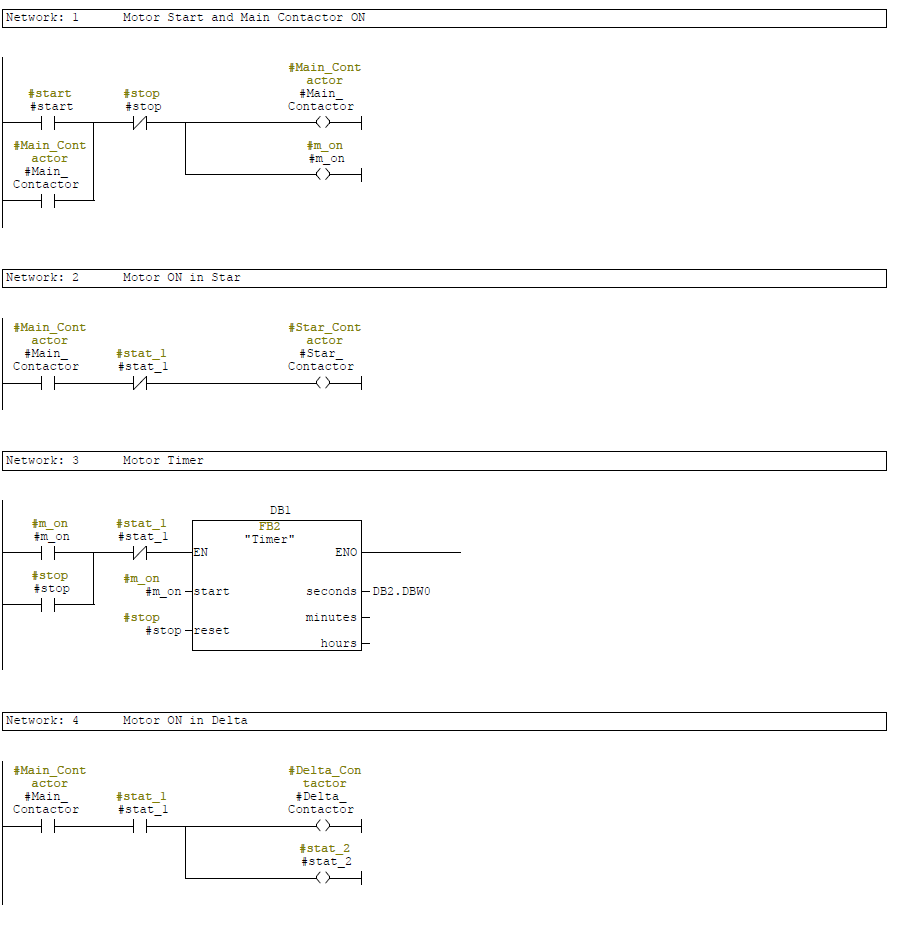 Network: 1 Motor Start and Main Contactor ON
#Main_Cont
actor
#start #stop #Main_
#start #stop Contactor
#Main_Cont #m_on
actor #m_on
#Main_
Contactor
Network: 2 Motor ON in Star
#Main_Cont #Star_Cont
actor actor
#Main_ #stat_1 #Star_
Contactor #stat_1 Contactor
Network: 3 Motor Timer
DB1
#m_on #stat_1 FB2
#m_on #stat_1 "Timer"
EN ENO
#stop #m_on
#stop #m_on start seconds DB2.DBW0
#stop minutes
#stop reset
hours
Network: 4 Motor ON in Delta
#Main_Cont #Delta_Con
actor tactor
#Main_ #stat_1 #Delta_
Contactor #stat_1 Contactor
#stat_2
#stat_2